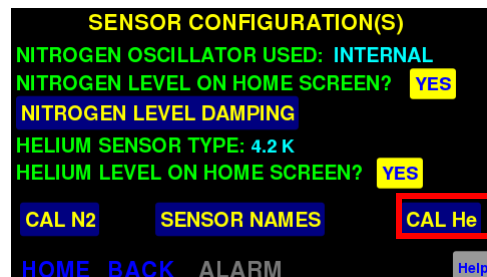 SENSOR CONFIGURATION(S)
NITROGEN OSCILLATOR USED: INTERNAL
NITROGEN LEVEL ON HOME SCREEN? YES
NITROGEN LEVEL DAMPING
HELIUM SENSOR TYPE: 4.2 K
HELIUM LEVEL ON HOME SCREEN? YES
CAL N2 SENSOR NAMES CAL He
HOME BACK ALARM Help